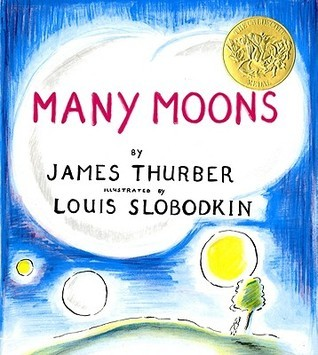 MANY MOONS
BY
JAMES THURBER
ILLUSTRATED BY
LOUIS SLOBODKIN